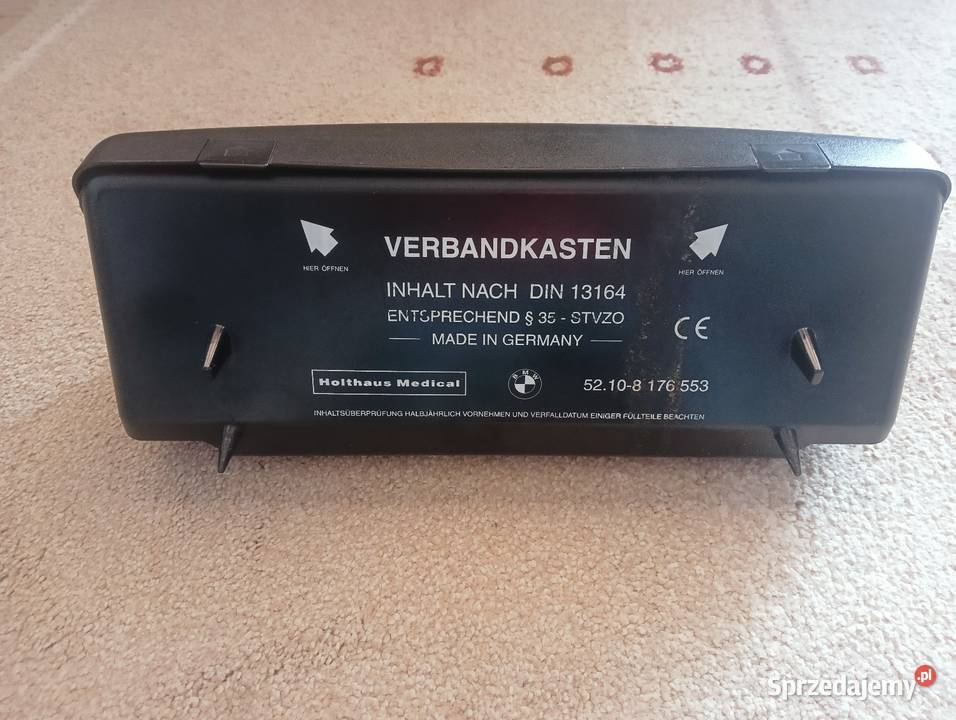 VERBANDKASTEN
HIER ÖFFNEN
HIER ÖFFNEN
INHALT NACH DIN 13164
ENTSPRECHEND § 35 - STVZO
MADE IN GERMANY
CE
Holthaus Medical
BMW
52.10-8 176 553
INHALTSÜBERPRÜFUNG HALBJÄHRLICH VORNEHMEN UND VERFALLDATUM EINIGER FÜLLTEILE BEACHTEN
Sprzedajemy.pl